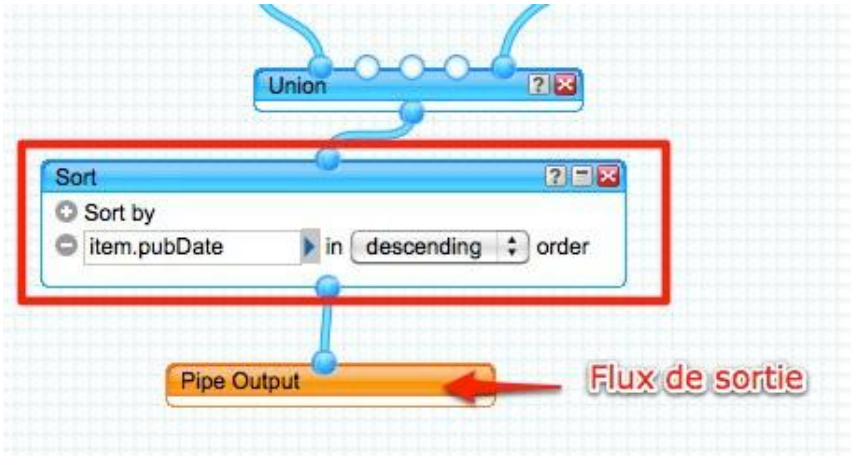 Union ?
Sort ?
Sort by
item.pubDate in descending order
Pipe Output
Flux de sortie